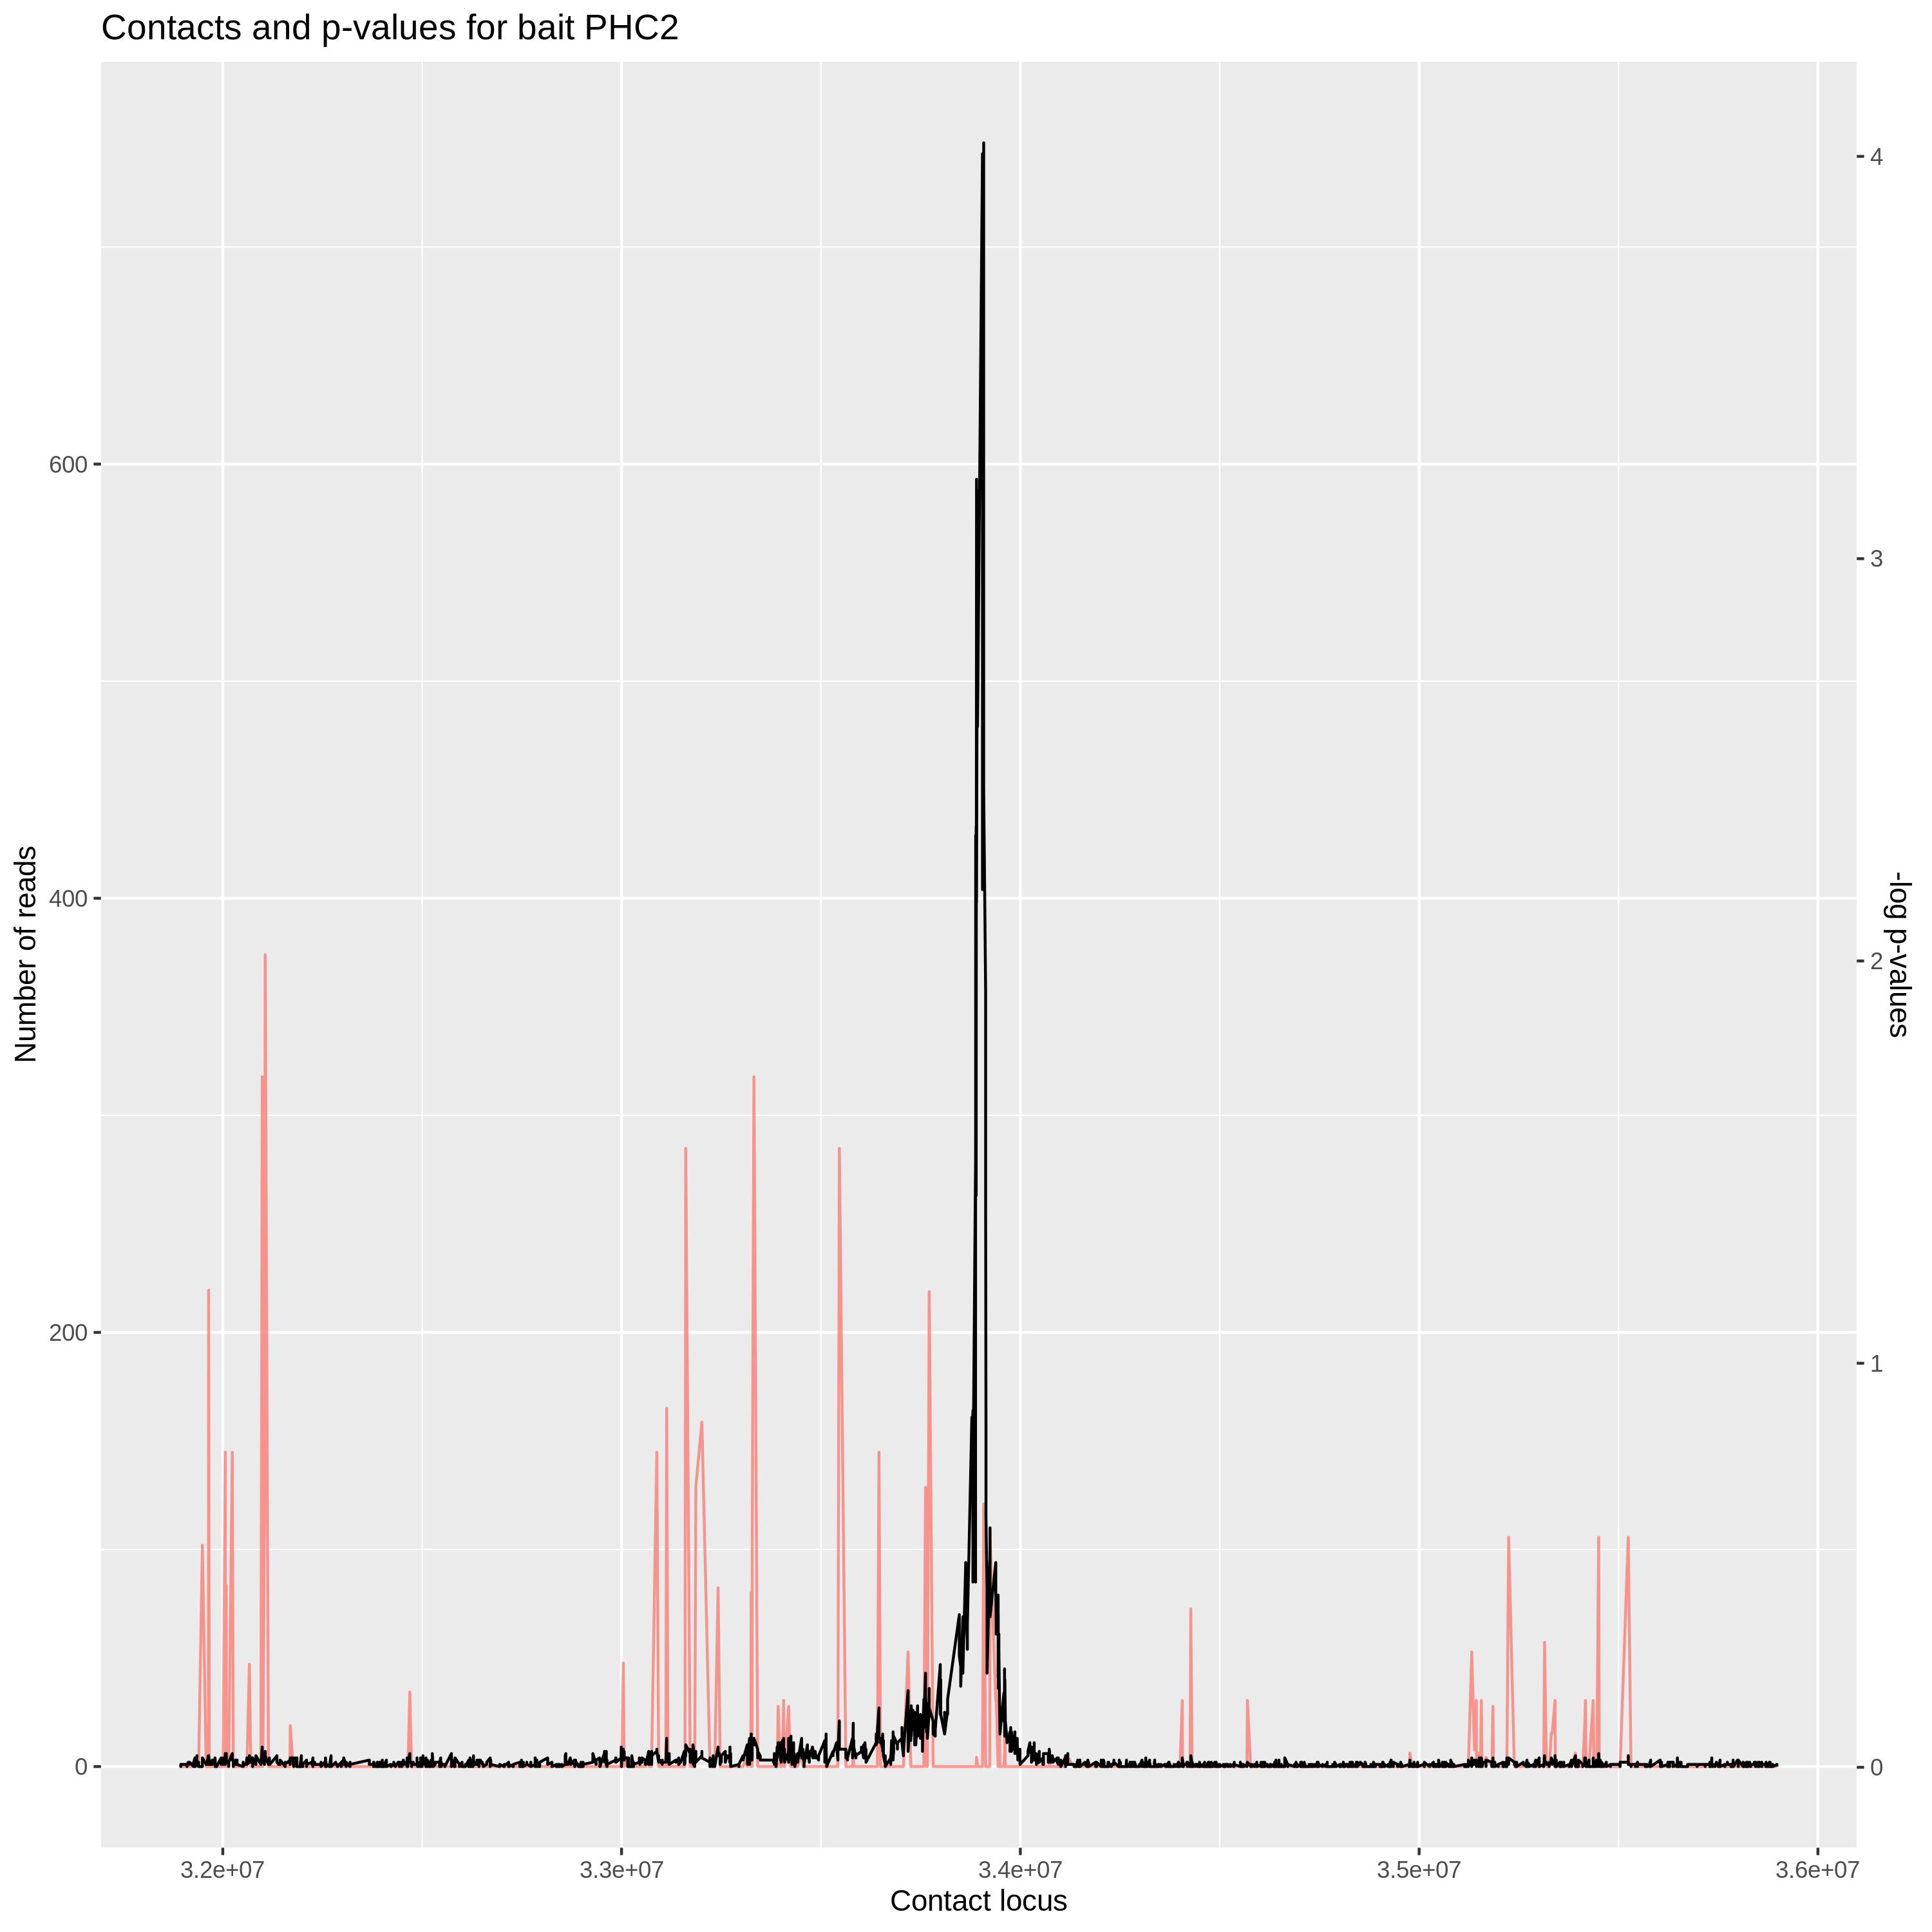 Contacts and p-values for bait PHC2
Number of reads
600
400
200
0
4
3
2
1
0
-log p-values
3.2e+07
3.3e+07
3.4e+07
3.5e+07
3.6e+07
Contact locus